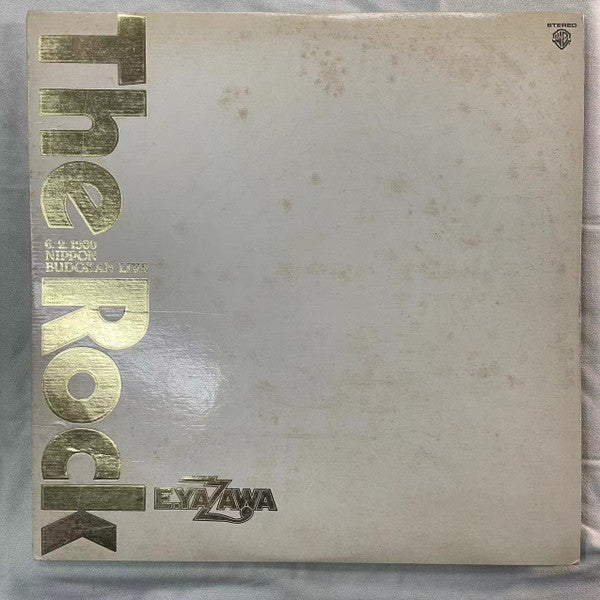 STEREO
The Rock
6. 2. 1980
NIPPON
BUDOKAN LIVE
E.YAZAWA